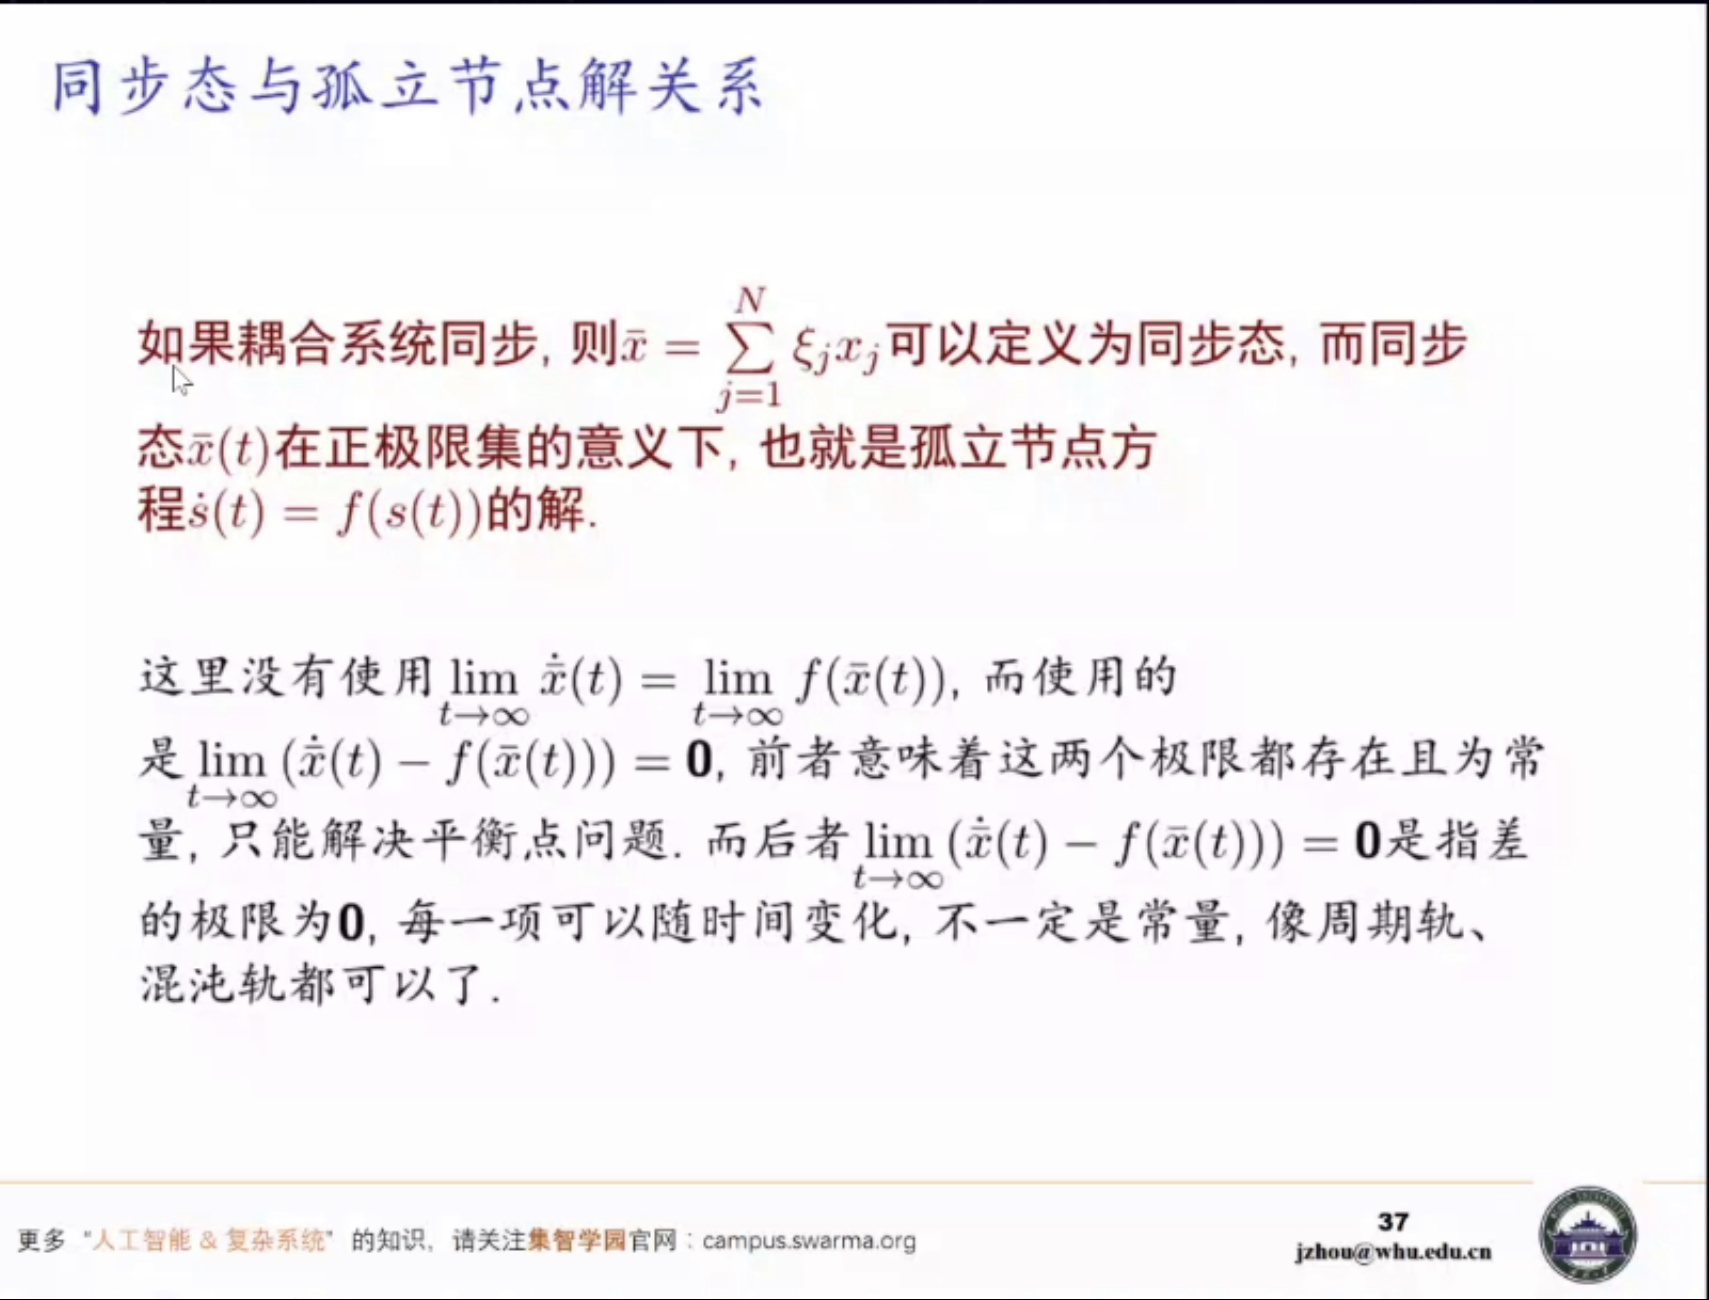 同步态与孤立节点解关系
如果耦合系统同步, 则$\bar{x} = \sum_{j=1}^{N} \xi_j x_j$可以定义为同步态, 而同步
态$\bar{x}(t)$在正极限集的意义下, 也就是孤立节点方
程$\dot{s}(t) = f(s(t))$的解.
这里没有使用$\lim_{t\to\infty} \dot{\bar{x}}(t) = \lim_{t\to\infty} f(\bar{x}(t))$, 而使用的
是$\lim_{t\to\infty} (\dot{\bar{x}}(t) - f(\bar{x}(t))) = \mathbf{0}$, 前者意味着这两个极限都存在且为常
量, 只能解决平衡点问题. 而后者$\lim_{t\to\infty} (\dot{\bar{x}}(t) - f(\bar{x}(t))) = \mathbf{0}$是指差
的极限为$\mathbf{0}$, 每一项可以随时间变化, 不一定是常量, 像周期轨、
混沌轨都可以了.
更多 "人工智能 & 复杂系统" 的知识, 请关注集智学园官网：campus.swarma.org
37
jzhou@whu.edu.cn